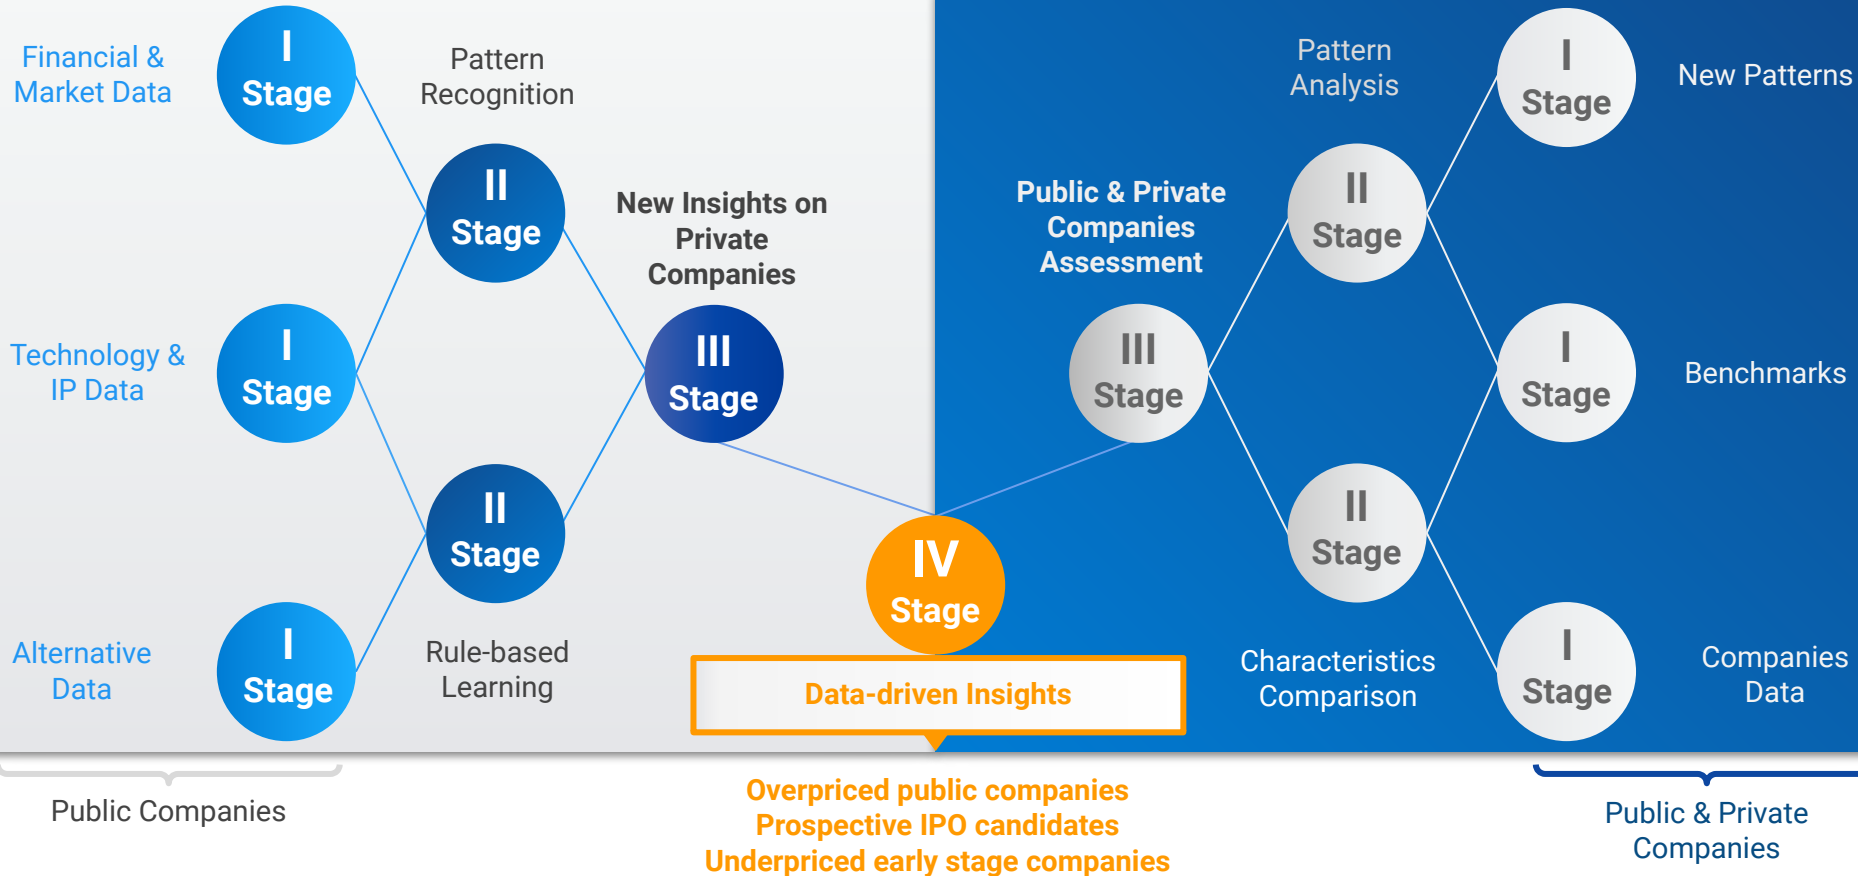 Financial &
Market Data
I
Stage
Pattern
Recognition
Pattern
Analysis
I
Stage
New Patterns
II
Stage
New Insights on
Private
Companies
Public & Private
Companies
Assessment
II
Stage
Technology &
IP Data
I
Stage
III
Stage
III
Stage
I
Stage
Benchmarks
II
Stage
IV
Stage
II
Stage
Alternative
Data
I
Stage
Rule-based
Learning
Data-driven Insights
Characteristics
Comparison
I
Stage
Companies
Data
Public Companies
Overpriced public companies
Prospective IPO candidates
Underpriced early stage companies
Public & Private
Companies